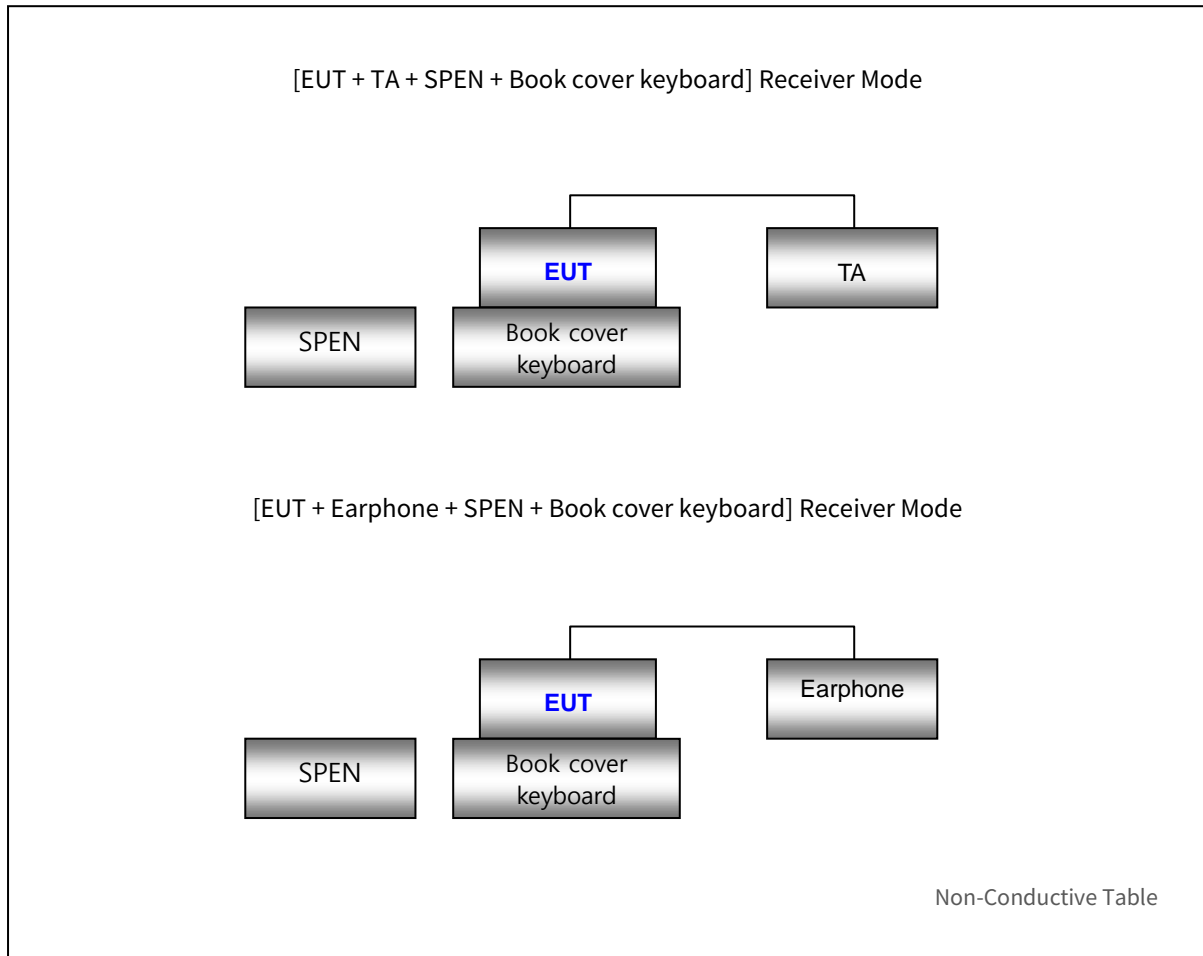 [EUT + TA + SPEN + Book cover keyboard] Receiver Mode
EUT
TA
SPEN
Book cover
keyboard
[EUT + Earphone + SPEN + Book cover keyboard] Receiver Mode
EUT
Earphone
SPEN
Book cover
keyboard
Non-Conductive Table